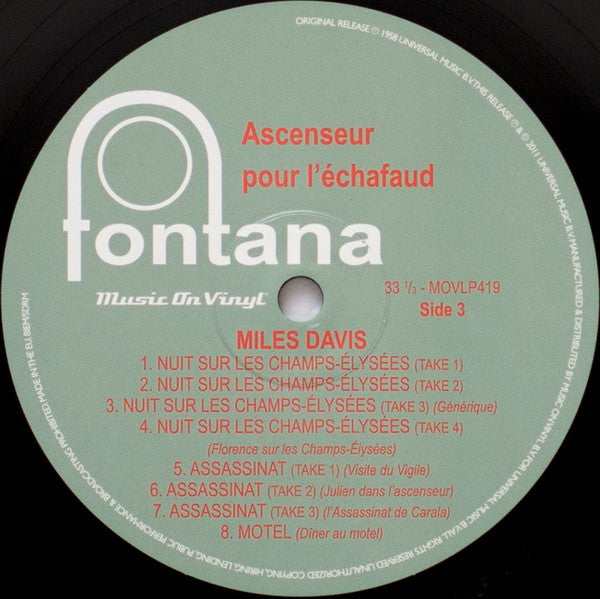 ORIGINAL RELEASE ℗ 1958 UNIVERSAL MUSIC B.V. THIS RELEASE ℗ & © 2011 UNIVERSAL MUSIC B.V. MANUFACTURED & DISTRIBUTED BY MUSIC ON VINYL B.V. FOR UNIVERSAL MUSIC B.V. ALL RIGHTS RESERVED. UNAUTHORIZED COPYING, HIRING, LENDING, PUBLIC PERFORMANCE & BROADCASTING PROHIBITED. MADE IN THE E.U. BIEM/SDRM
Ascenseur
pour l'échafaud
fontana
Music On Vinyl
33 ⅓ - MOVLP419
Side 3
MILES DAVIS
1. NUIT SUR LES CHAMPS-ÉLYSÉES (TAKE 1)
2. NUIT SUR LES CHAMPS-ÉLYSÉES (TAKE 2)
3. NUIT SUR LES CHAMPS-ÉLYSÉES (TAKE 3) (Générique)
4. NUIT SUR LES CHAMPS-ÉLYSÉES (TAKE 4)
(Florence sur les Champs-Élysées)
5. ASSASSINAT (TAKE 1) (Visite du Vigile)
6. ASSASSINAT (TAKE 2) (Julien dans l'ascenseur)
7. ASSASSINAT (TAKE 3) (l'Assassinat de Carala)
8. MOTEL (Dîner au motel)